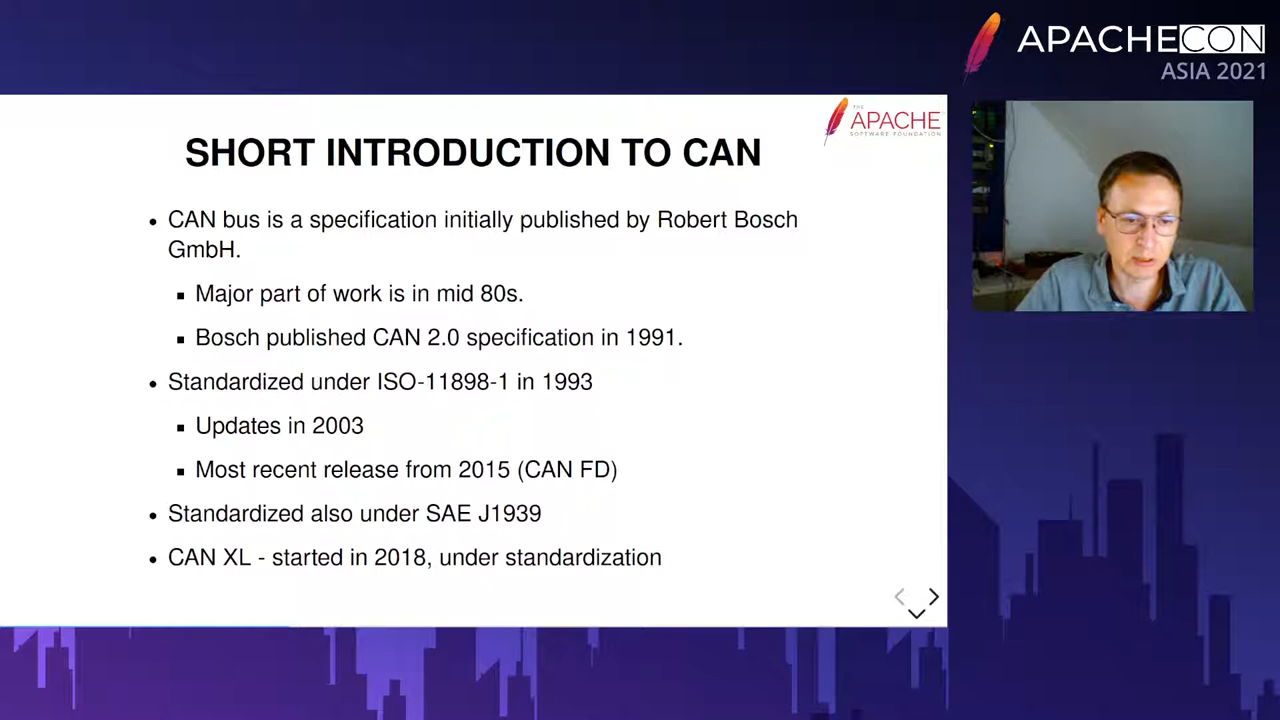 APACHECON
ASIA 2021
THE
APACHE
SOFTWARE FOUNDATION
SHORT INTRODUCTION TO CAN
• CAN bus is a specification initially published by Robert Bosch
GmbH.
▪ Major part of work is in mid 80s.
▪ Bosch published CAN 2.0 specification in 1991.
• Standardized under ISO-11898-1 in 1993
▪ Updates in 2003
▪ Most recent release from 2015 (CAN FD)
• Standardized also under SAE J1939
• CAN XL - started in 2018, under standardization